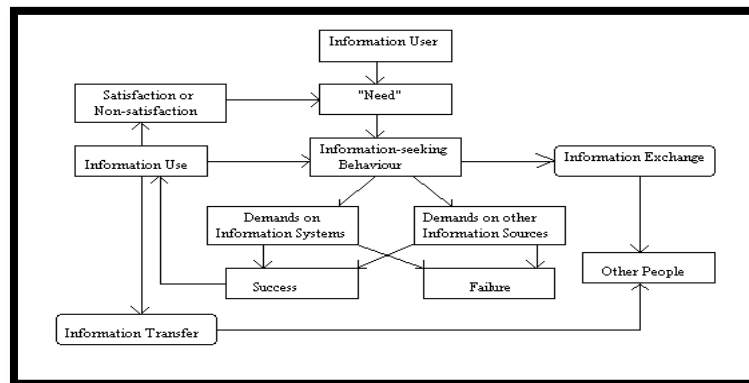 Information User
Satisfaction or
Non-satisfaction
"Need"
Information Use
Information-seeking
Behaviour
Information Exchange
Demands on
Information Systems
Demands on other
Information Sources
Success
Failure
Other People
Information Transfer